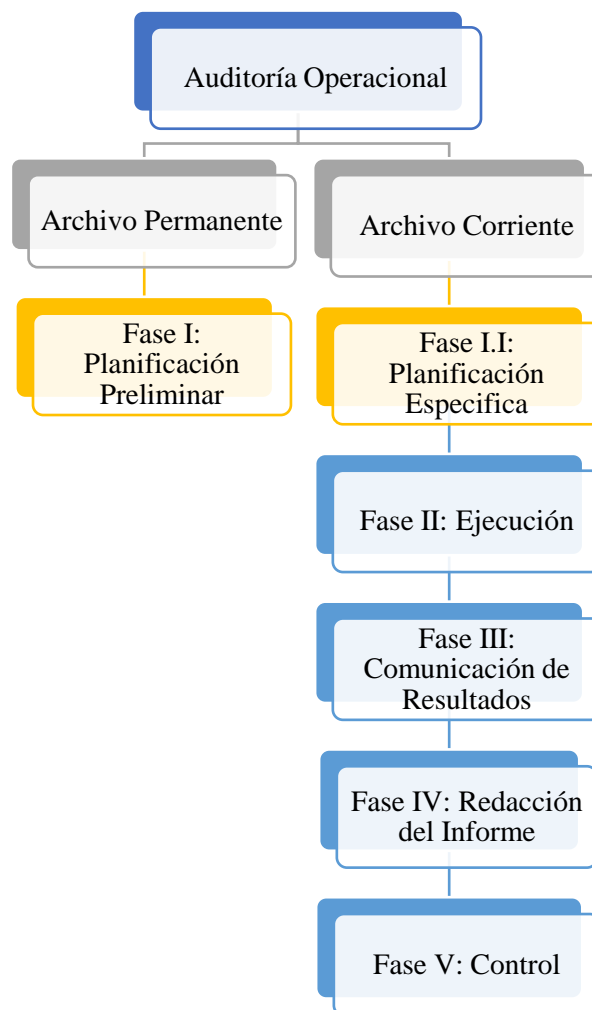 Auditoría Operacional
Archivo Permanente
Archivo Corriente
Fase I:
Planificación
Preliminar
Fase I.I:
Planificación
Especifica
Fase II: Ejecución
Fase III:
Comunicación de
Resultados
Fase IV: Redacción
del Informe
Fase V: Control